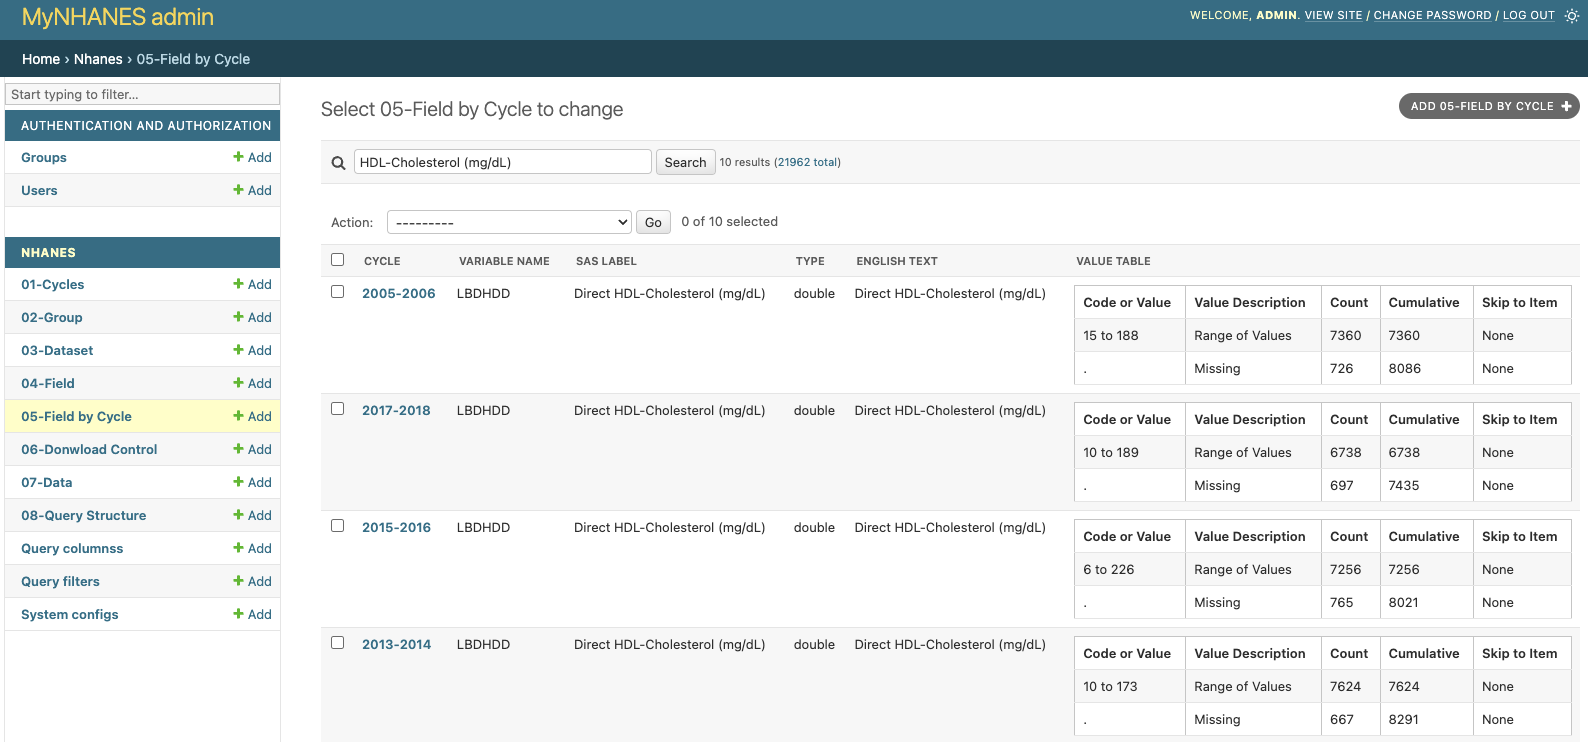 MyNHANES admin
WELCOME, ADMIN. VIEW SITE / CHANGE PASSWORD / LOG OUT
Home › Nhanes › 05-Field by Cycle
Start typing to filter...
AUTHENTICATION AND AUTHORIZATION
Groups + Add
Users + Add
NHANES
01-Cycles + Add
02-Group + Add
03-Dataset + Add
04-Field + Add
05-Field by Cycle + Add
06-Donwload Control + Add
07-Data + Add
08-Query Structure + Add
Query columnss + Add
Query filters + Add
System configs + Add
Select 05-Field by Cycle to change
ADD 05-FIELD BY CYCLE +
HDL-Cholesterol (mg/dL) Search 10 results (21962 total)
Action: --------- Go 0 of 10 selected
CYCLE VARIABLE NAME SAS LABEL TYPE ENGLISH TEXT VALUE TABLE
2005-2006 LBDHDD Direct HDL-Cholesterol (mg/dL) double Direct HDL-Cholesterol (mg/dL)
Code or Value Value Description Count Cumulative Skip to Item
15 to 188 Range of Values 7360 7360 None
. Missing 726 8086 None
2017-2018 LBDHDD Direct HDL-Cholesterol (mg/dL) double Direct HDL-Cholesterol (mg/dL)
Code or Value Value Description Count Cumulative Skip to Item
10 to 189 Range of Values 6738 6738 None
. Missing 697 7435 None
2015-2016 LBDHDD Direct HDL-Cholesterol (mg/dL) double Direct HDL-Cholesterol (mg/dL)
Code or Value Value Description Count Cumulative Skip to Item
6 to 226 Range of Values 7256 7256 None
. Missing 765 8021 None
2013-2014 LBDHDD Direct HDL-Cholesterol (mg/dL) double Direct HDL-Cholesterol (mg/dL)
Code or Value Value Description Count Cumulative Skip to Item
10 to 173 Range of Values 7624 7624 None
. Missing 667 8291 None